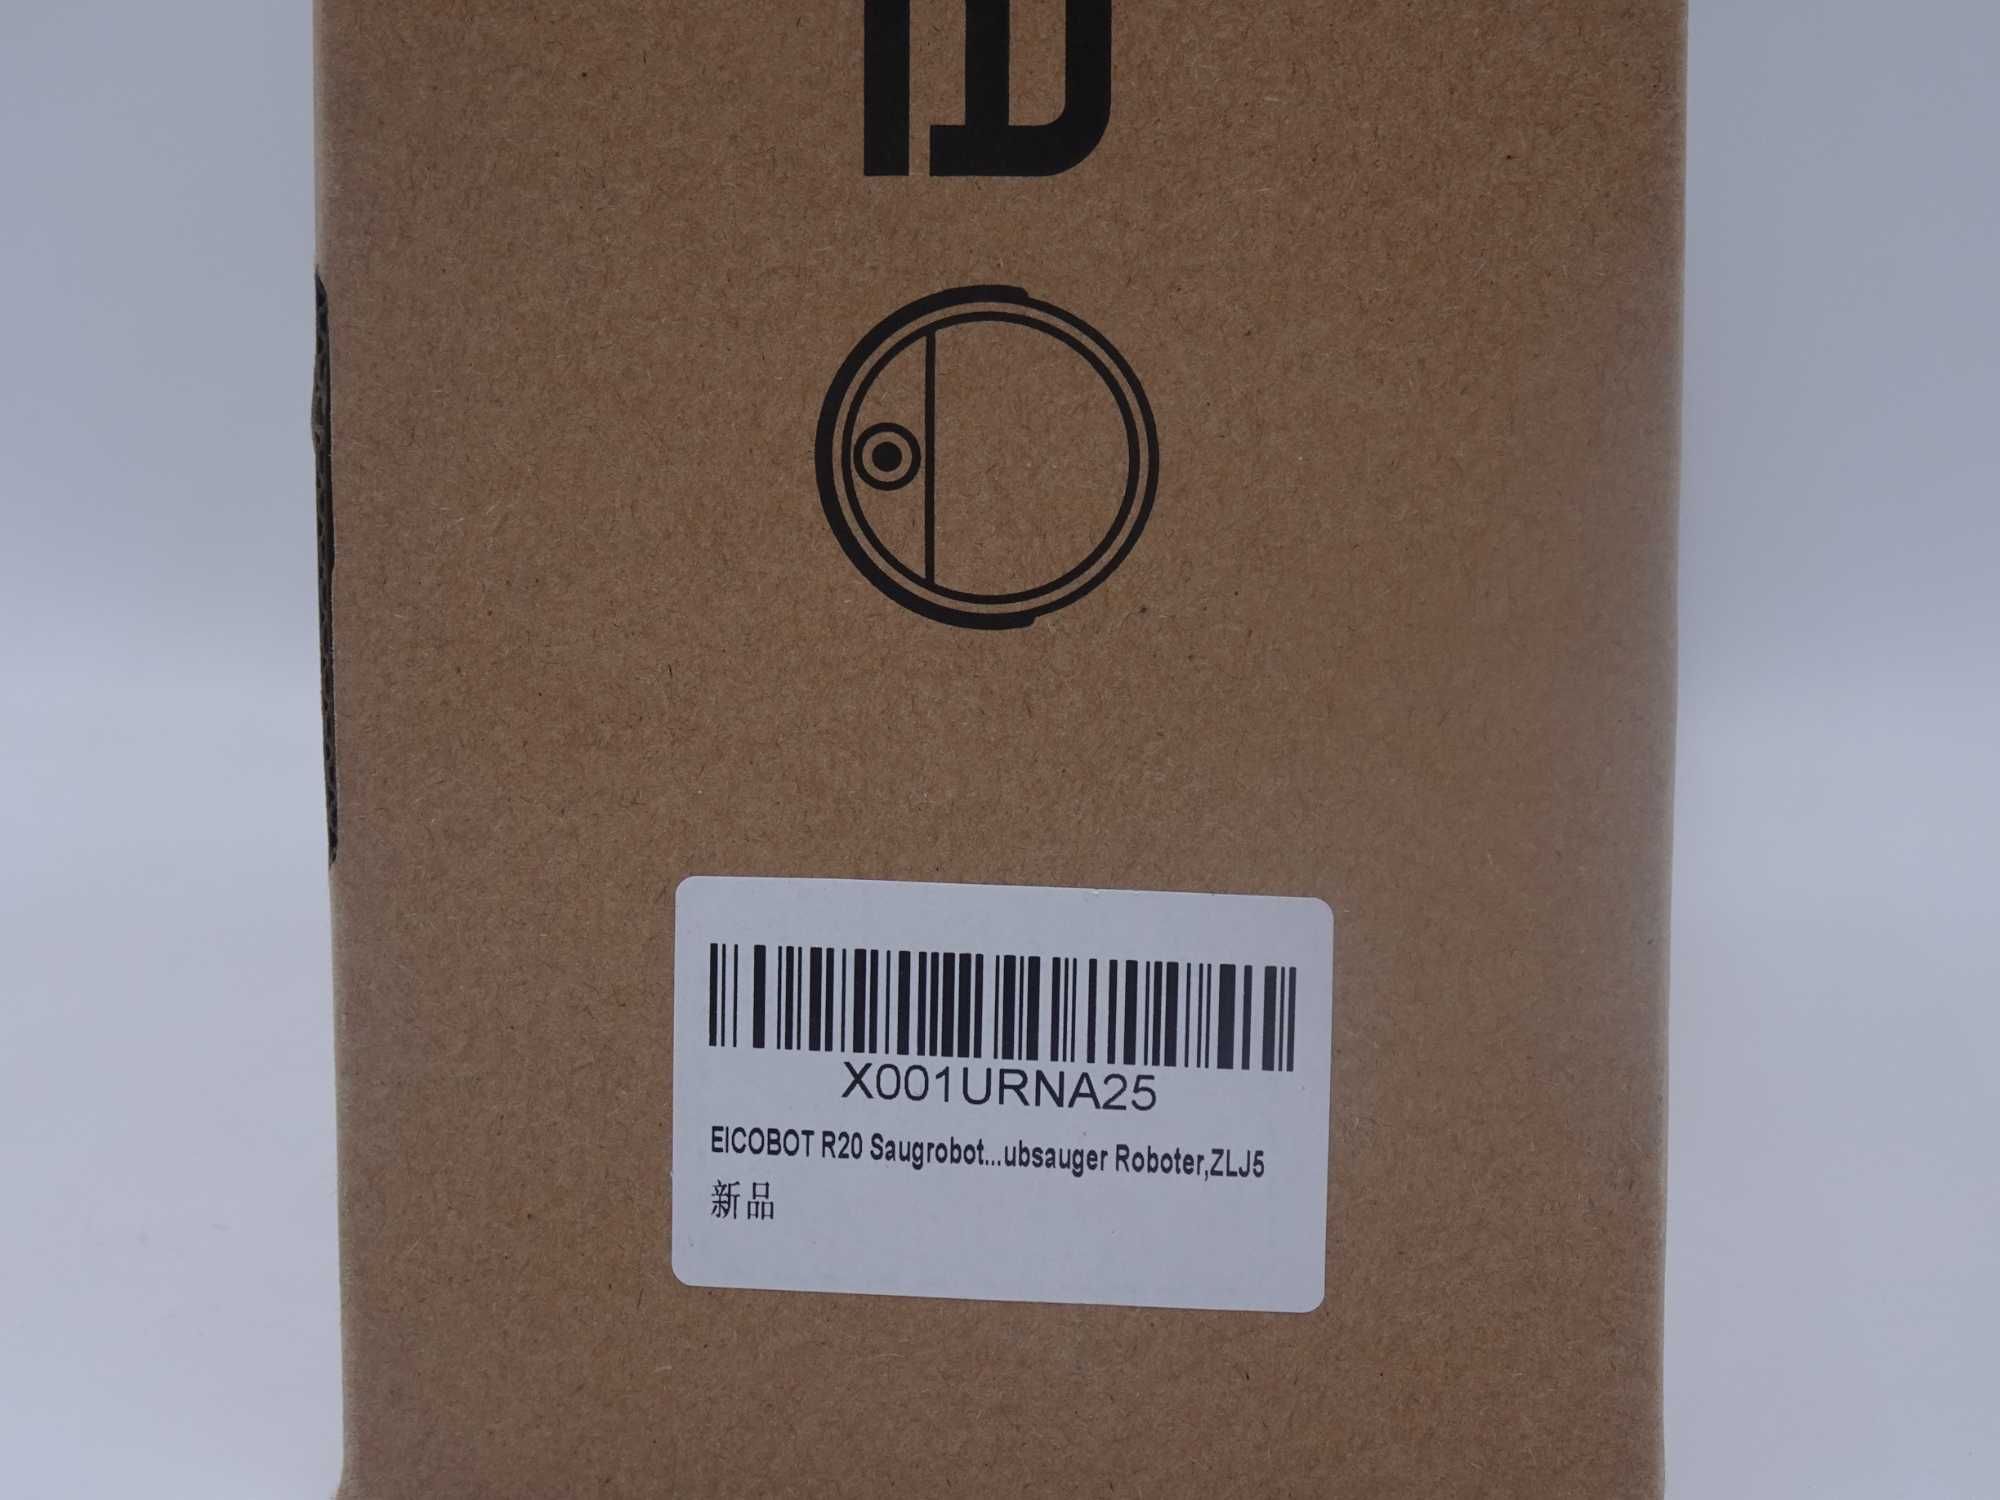 X001URNA25
EICOBOT R20 Saugrobot...ubsauger Roboter,ZLJ5
新品